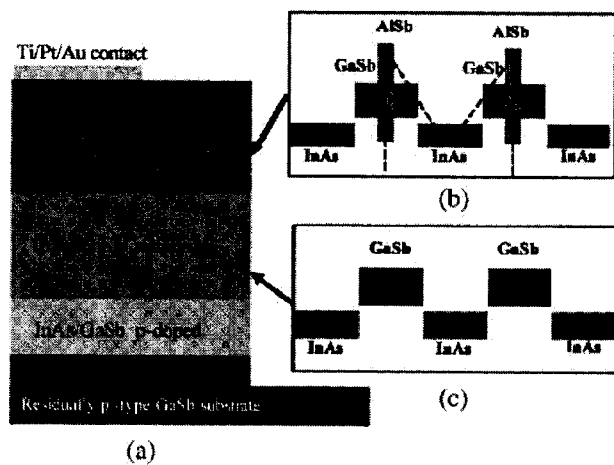 Ti/Pt/Au contact
InAs/GaSb p-doped
Residually p-type GaSb substrate
(a)
AlSb
AlSb
GaSb
GaSb
InAs
InAs
InAs
(b)
GaSb
GaSb
InAs
InAs
InAs
(c)